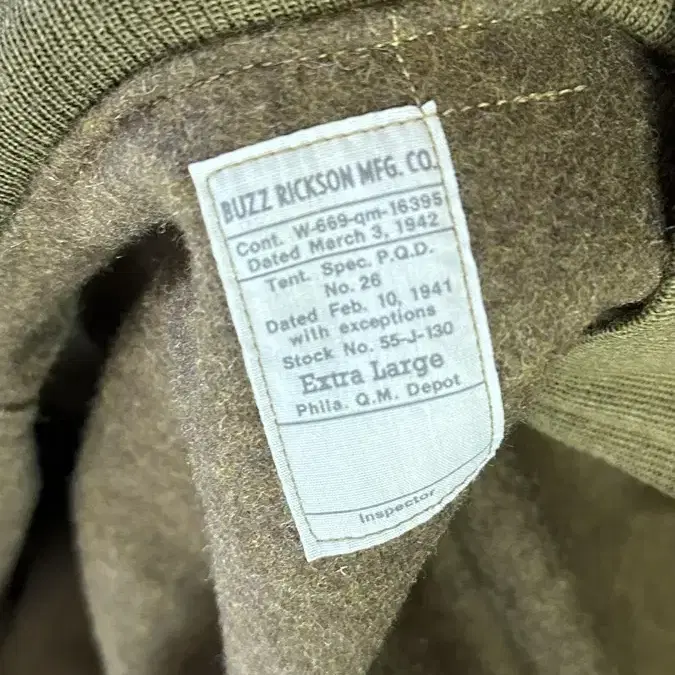 BUZZ RICKSON MFG. CO.
Cont. W-669-qm-16395
Dated March 3, 1942
Tent. Spec. P.Q.D.
No. 26
Dated Feb. 10, 1941
with exceptions
Stock No. 55-J-130
Extra Large
Phila. Q.M. Depot
Inspector